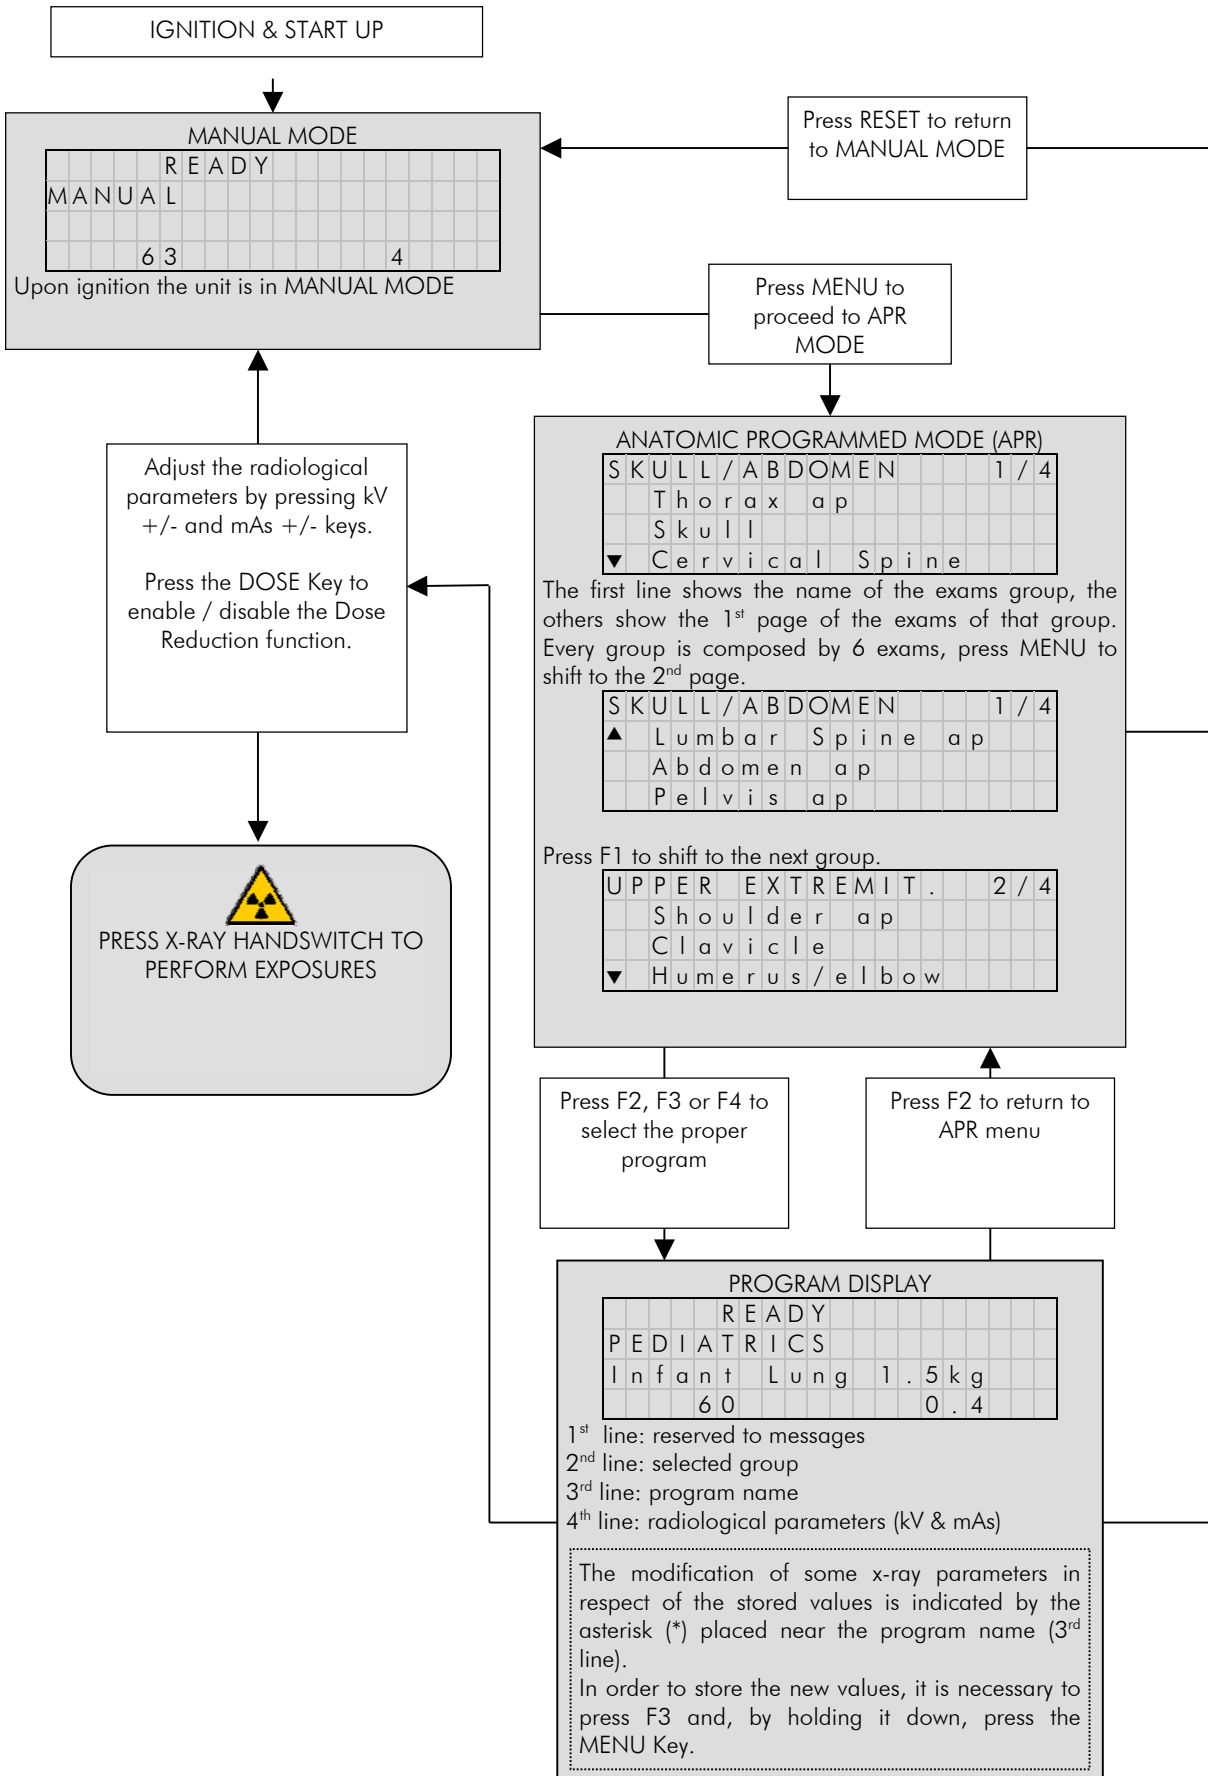 IGNITION & START UP
MANUAL MODE
READY
MANUAL
63 4
Upon ignition the unit is in MANUAL MODE
Press RESET to return
to MANUAL MODE
Press MENU to
proceed to APR
MODE
Adjust the radiological
parameters by pressing kV
+/- and mAs +/- keys.
Press the DOSE Key to
enable / disable the Dose
Reduction function.
PRESS X-RAY HANDSWITCH TO
PERFORM EXPOSURES
ANATOMIC PROGRAMMED MODE (APR)
SKULL/ABDOMEN 1/4
Thorax ap
Skull
▼ Cervical Spine
The first line shows the name of the exams group, the
others show the 1st page of the exams of that group.
Every group is composed by 6 exams, press MENU to
shift to the 2nd page.
SKULL/ABDOMEN 1/4
▲ Lumbar Spine ap
Abdomen ap
Pelvis ap
Press F1 to shift to the next group.
UPPER EXTREMIT. 2/4
Shoulder ap
Clavicle
▼ Humerus/elbow
Press F2, F3 or F4 to
select the proper
program
Press F2 to return to
APR menu
PROGRAM DISPLAY
READY
PEDIATRICS
Infant Lung 1.5kg
60 0.4
1st line: reserved to messages
2nd line: selected group
3rd line: program name
4th line: radiological parameters (kV & mAs)
The modification of some x-ray parameters in
respect of the stored values is indicated by the
asterisk (*) placed near the program name (3rd
line).
In order to store the new values, it is necessary to
press F3 and, by holding it down, press the
MENU Key.